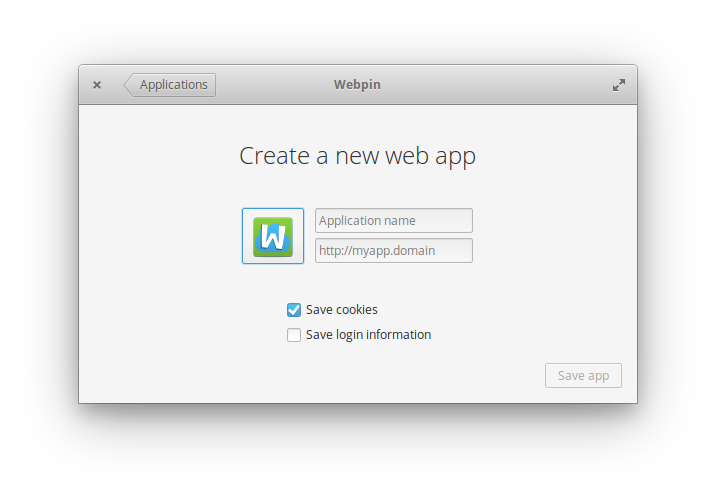 Applications
Webpin
Create a new web app
W
Application name
http://myapp.domain
Save cookies
Save login information
Save app